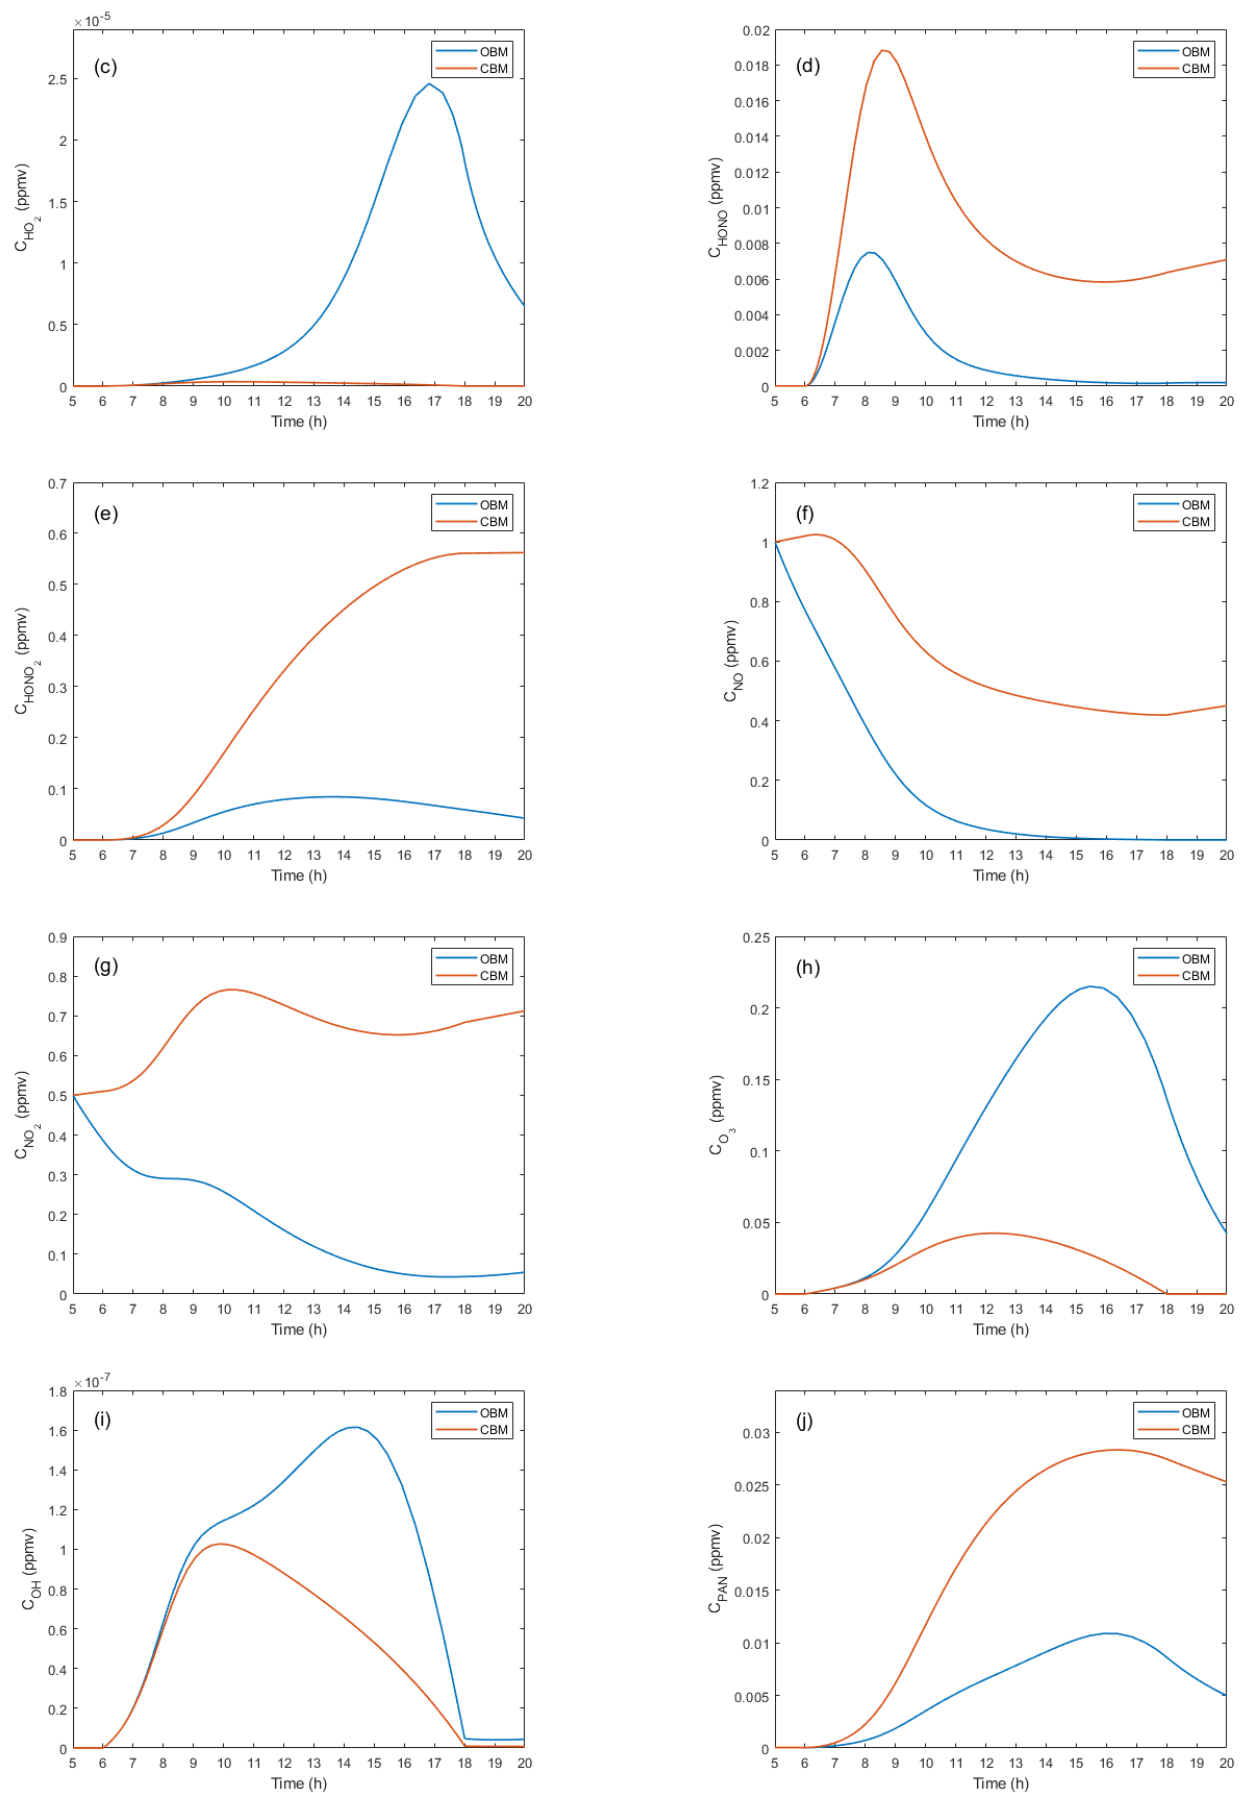 ×10-5
(c)
OBM
CBM
2.5
2
1.5
1
0.5
0
CHO2 (ppmv)
5 6 7 8 9 10 11 12 13 14 15 16 17 18 19 20
Time (h)
(d)
OBM
CBM
0.02
0.018
0.016
0.014
0.012
0.01
0.008
0.006
0.004
0.002
0
CHONO (ppmv)
5 6 7 8 9 10 11 12 13 14 15 16 17 18 19 20
Time (h)
(e)
OBM
CBM
0.7
0.6
0.5
0.4
0.3
0.2
0.1
0
CHONO2 (ppmv)
5 6 7 8 9 10 11 12 13 14 15 16 17 18 19 20
Time (h)
(f)
OBM
CBM
1.2
1
0.8
0.6
0.4
0.2
0
CNO (ppmv)
5 6 7 8 9 10 11 12 13 14 15 16 17 18 19 20
Time (h)
(g)
OBM
CBM
0.9
0.8
0.7
0.6
0.5
0.4
0.3
0.2
0.1
0
CNO2 (ppmv)
5 6 7 8 9 10 11 12 13 14 15 16 17 18 19 20
Time (h)
(h)
OBM
CBM
0.25
0.2
0.15
0.1
0.05
0
CO3 (ppmv)
5 6 7 8 9 10 11 12 13 14 15 16 17 18 19 20
Time (h)
×10-7
(i)
OBM
CBM
1.8
1.6
1.4
1.2
1
0.8
0.6
0.4
0.2
0
COH (ppmv)
5 6 7 8 9 10 11 12 13 14 15 16 17 18 19 20
Time (h)
(j)
OBM
CBM
0.03
0.025
0.02
0.015
0.01
0.005
0
CPAN (ppmv)
5 6 7 8 9 10 11 12 13 14 15 16 17 18 19 20
Time (h)